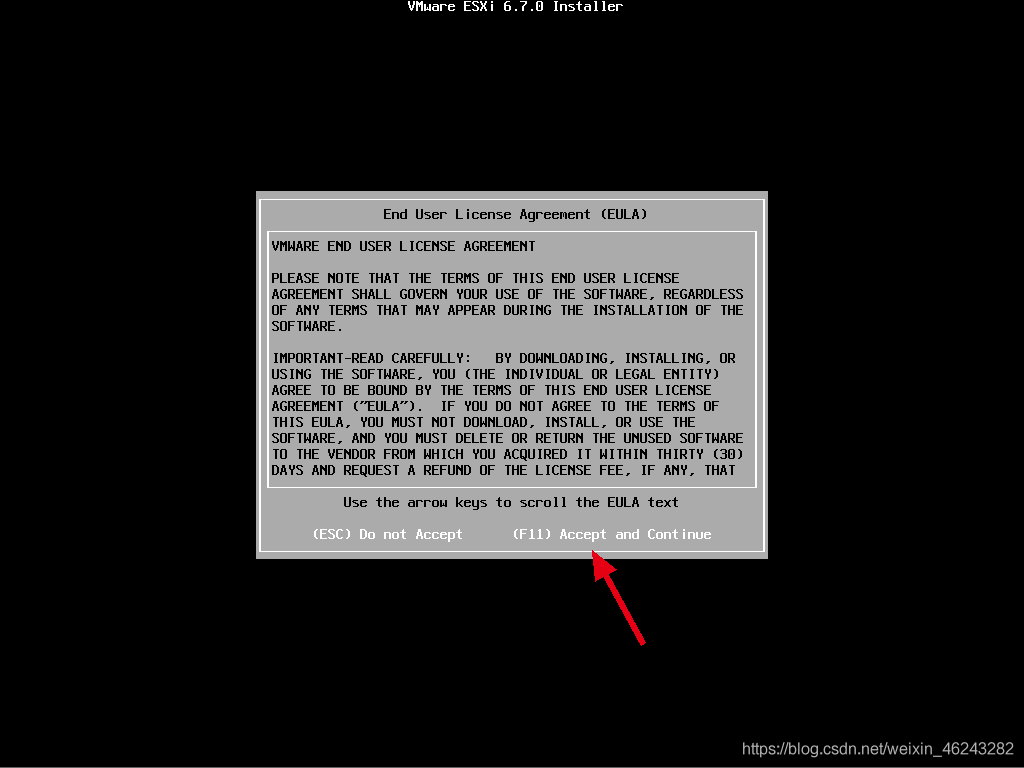 VMware ESXi 6.7.0 Installer
End User License Agreement (EULA)
VMWARE END USER LICENSE AGREEMENT
PLEASE NOTE THAT THE TERMS OF THIS END USER LICENSE
AGREEMENT SHALL GOVERN YOUR USE OF THE SOFTWARE, REGARDLESS
OF ANY TERMS THAT MAY APPEAR DURING THE INSTALLATION OF THE
SOFTWARE.
IMPORTANT-READ CAREFULLY:   BY DOWNLOADING, INSTALLING, OR
USING THE SOFTWARE, YOU (THE INDIVIDUAL OR LEGAL ENTITY)
AGREE TO BE BOUND BY THE TERMS OF THIS END USER LICENSE
AGREEMENT ("EULA").  IF YOU DO NOT AGREE TO THE TERMS OF
THIS EULA, YOU MUST NOT DOWNLOAD, INSTALL, OR USE THE
SOFTWARE, AND YOU MUST DELETE OR RETURN THE UNUSED SOFTWARE
TO THE VENDOR FROM WHICH YOU ACQUIRED IT WITHIN THIRTY (30)
DAYS AND REQUEST A REFUND OF THE LICENSE FEE, IF ANY, THAT
Use the arrow keys to scroll the EULA text
(ESC) Do not Accept (F11) Accept and Continue
https://blog.csdn.net/weixin_46243282